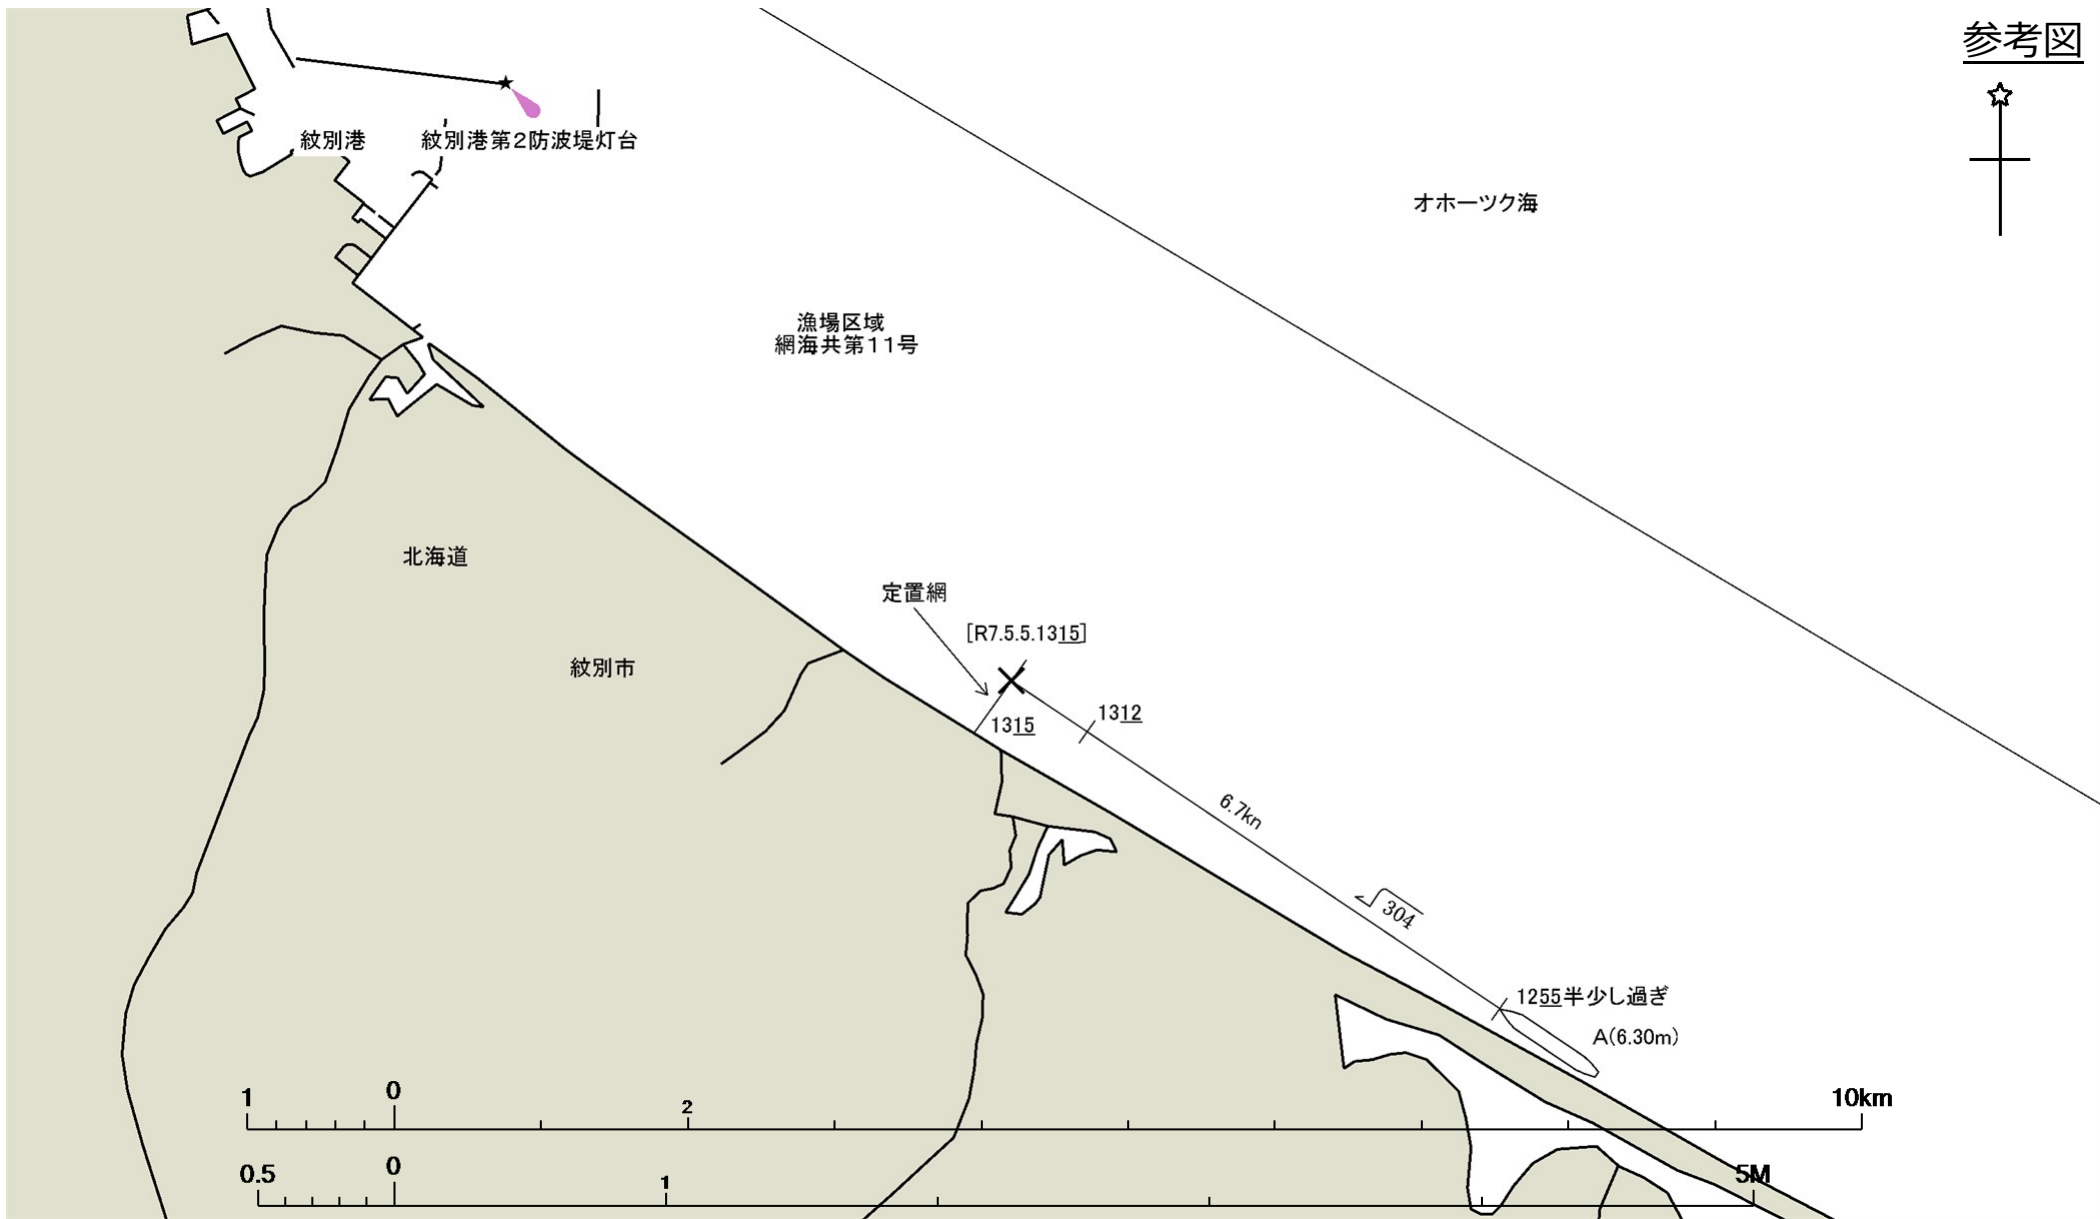 参考図
紋別港
紋別港第2防波堤灯台
オホーツク海
漁場区域
網海共第11号
北海道
定置網
[R7.5.5.1315]
紋別市
1312
1315
6.7kn
304
1255半少し過ぎ
A(6.30m)
1 0 2 10km
0.5 0 1 5M